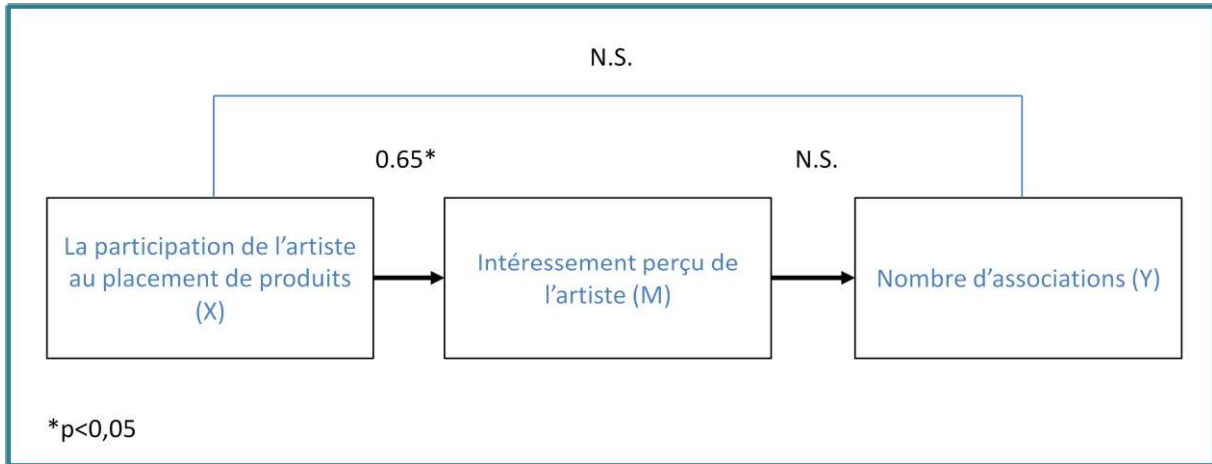 N.S.
0.65*
N.S.
La participation de l'artiste
au placement de produits
(X)
Intéressement perçu de
l'artiste (M)
Nombre d'associations (Y)
*p<0,05